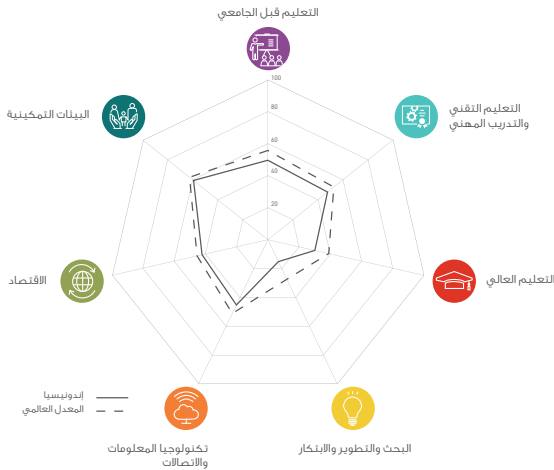 التعليم قبل الجامعي
100
80
60
40
20
التعليم التقني
والتدريب المهني
البيئات التمكينية
التعليم العالي
الاقتصاد
إندونيسيا
المعدل العالمي
البحث والتطوير والابتكار
تكنولوجيا المعلومات
والاتصالات